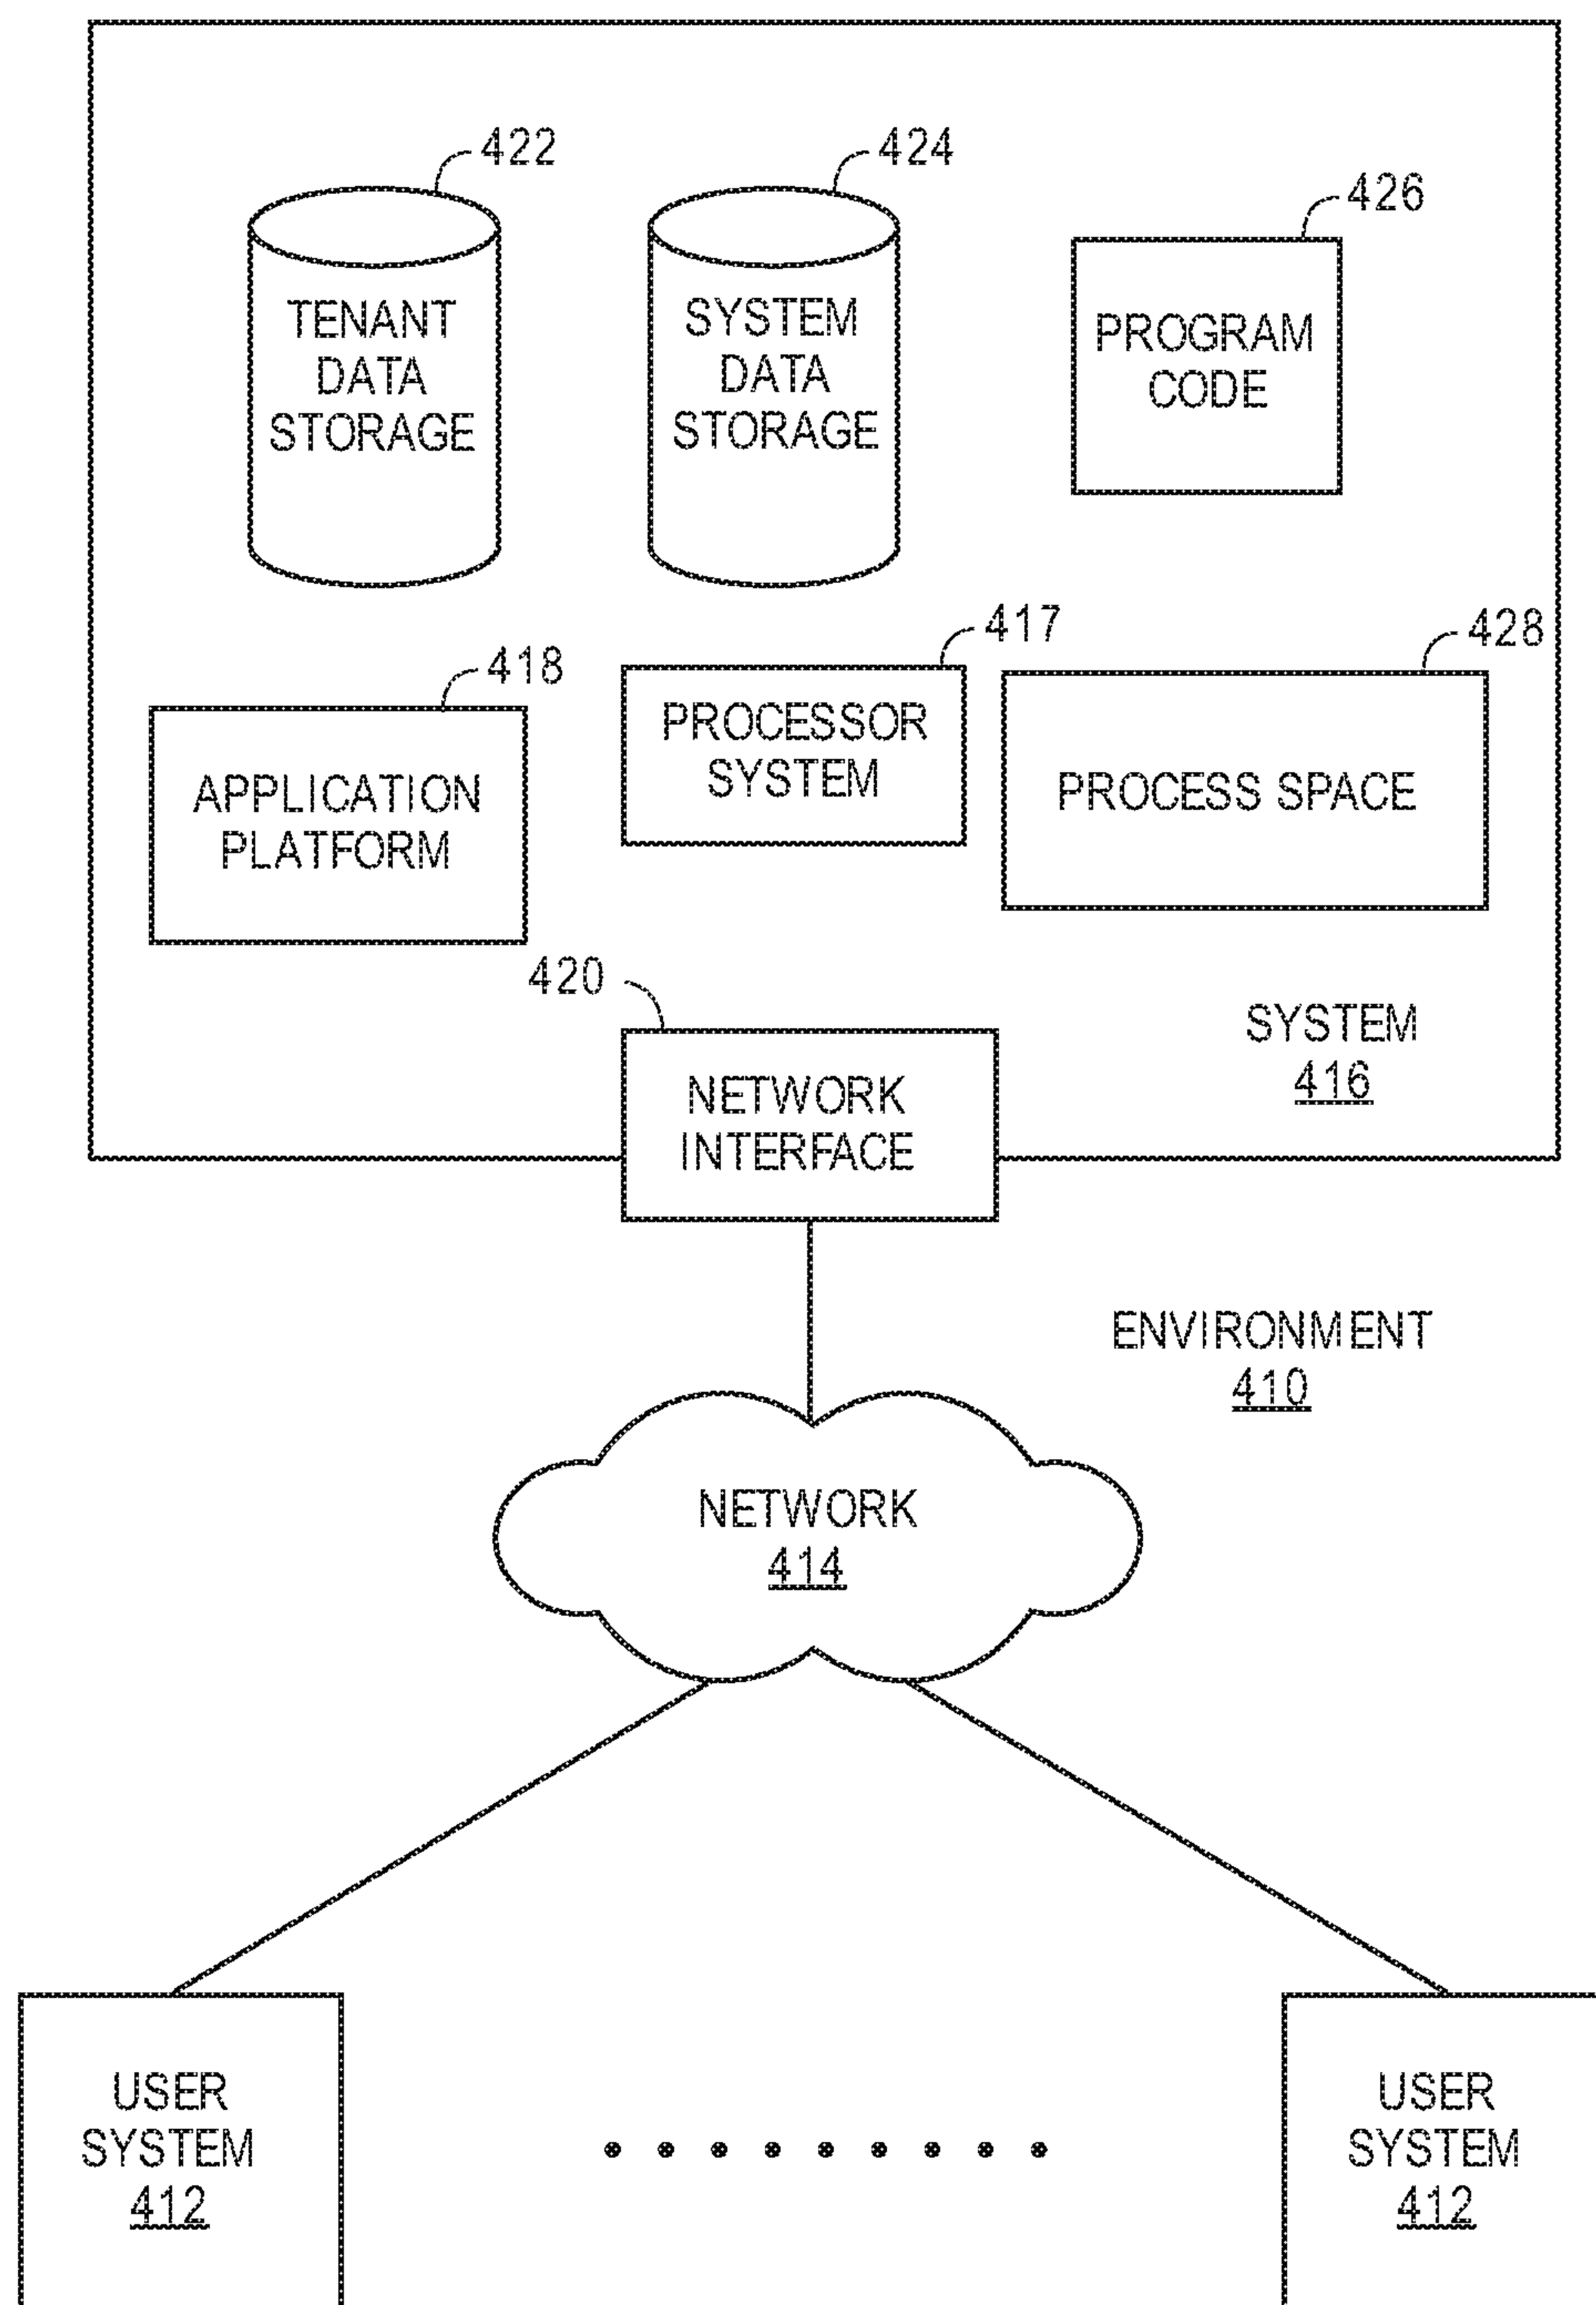 422
424
426
TENANT
DATA
STORAGE
SYSTEM
DATA
STORAGE
PROGRAM
CODE
417
428
418
PROCESSOR
SYSTEM
PROCESS SPACE
APPLICATION
PLATFORM
420
SYSTEM
416
NETWORK
INTERFACE
ENVIRONMENT
410
NETWORK
414
USER
SYSTEM
412
USER
SYSTEM
412